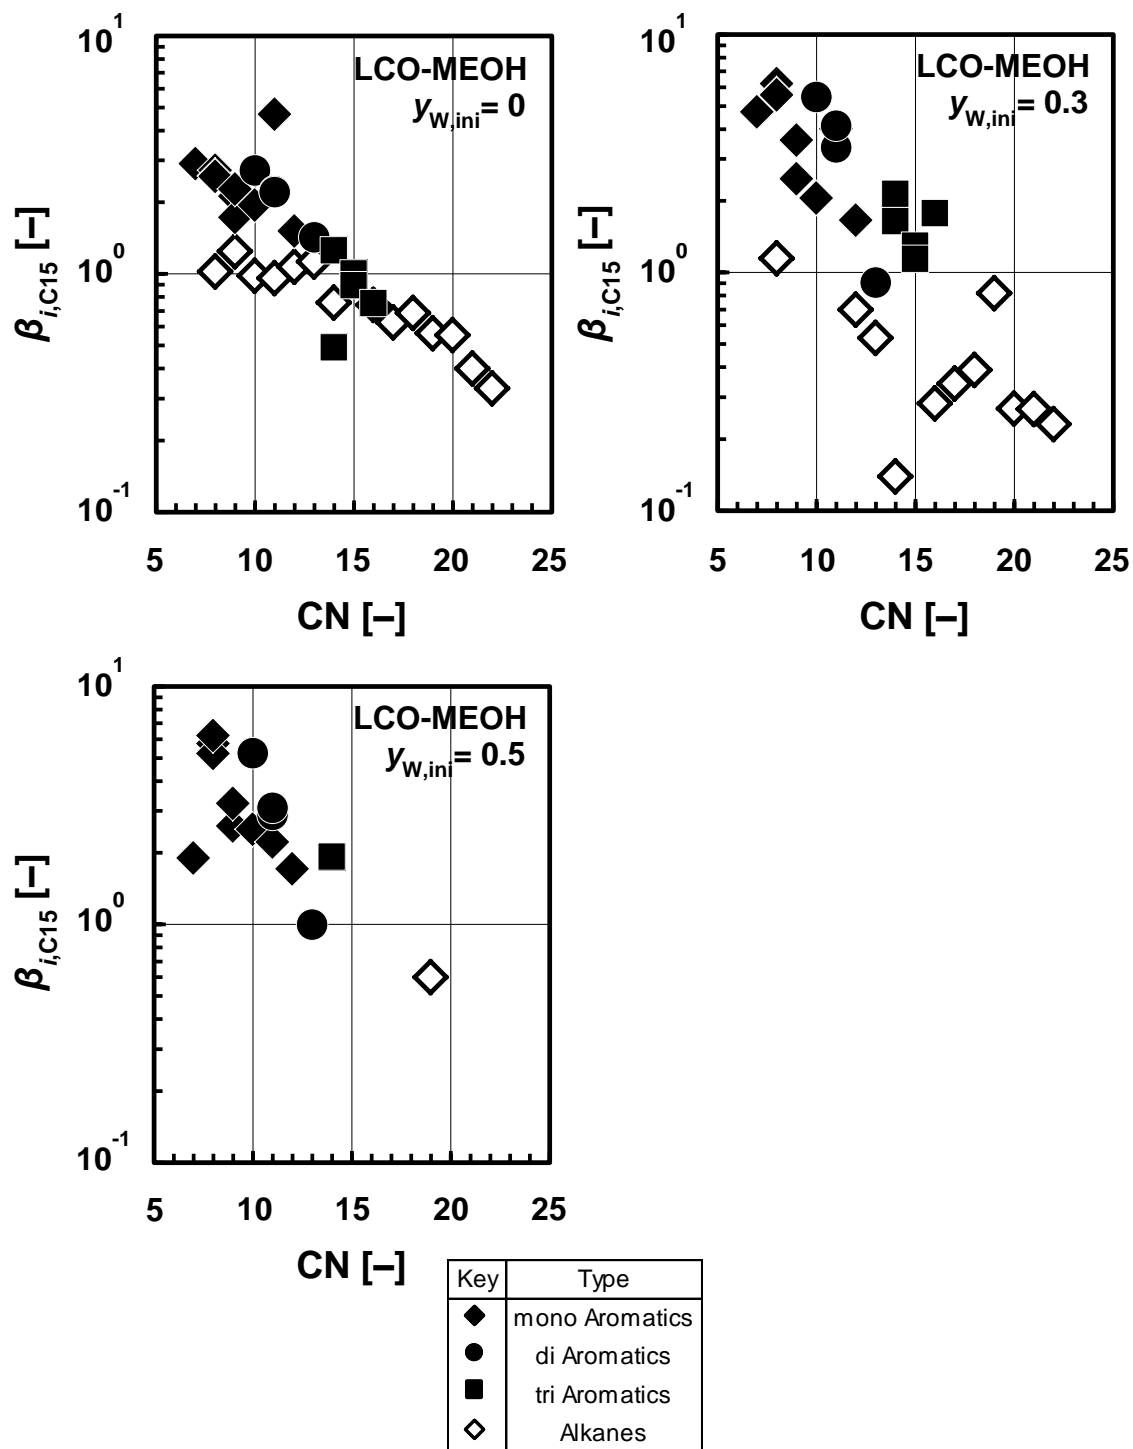 10^1
LCO-MEOH
y_W,ini = 0
10^0
10^-1
β_i,C15 [–]
5 10 15 20 25
CN [–]
10^1
LCO-MEOH
y_W,ini = 0.3
10^0
10^-1
β_i,C15 [–]
5 10 15 20 25
CN [–]
10^1
LCO-MEOH
y_W,ini = 0.5
10^0
10^-1
β_i,C15 [–]
5 10 15 20 25
CN [–]
Key Type
mono Aromatics
di Aromatics
tri Aromatics
Alkanes